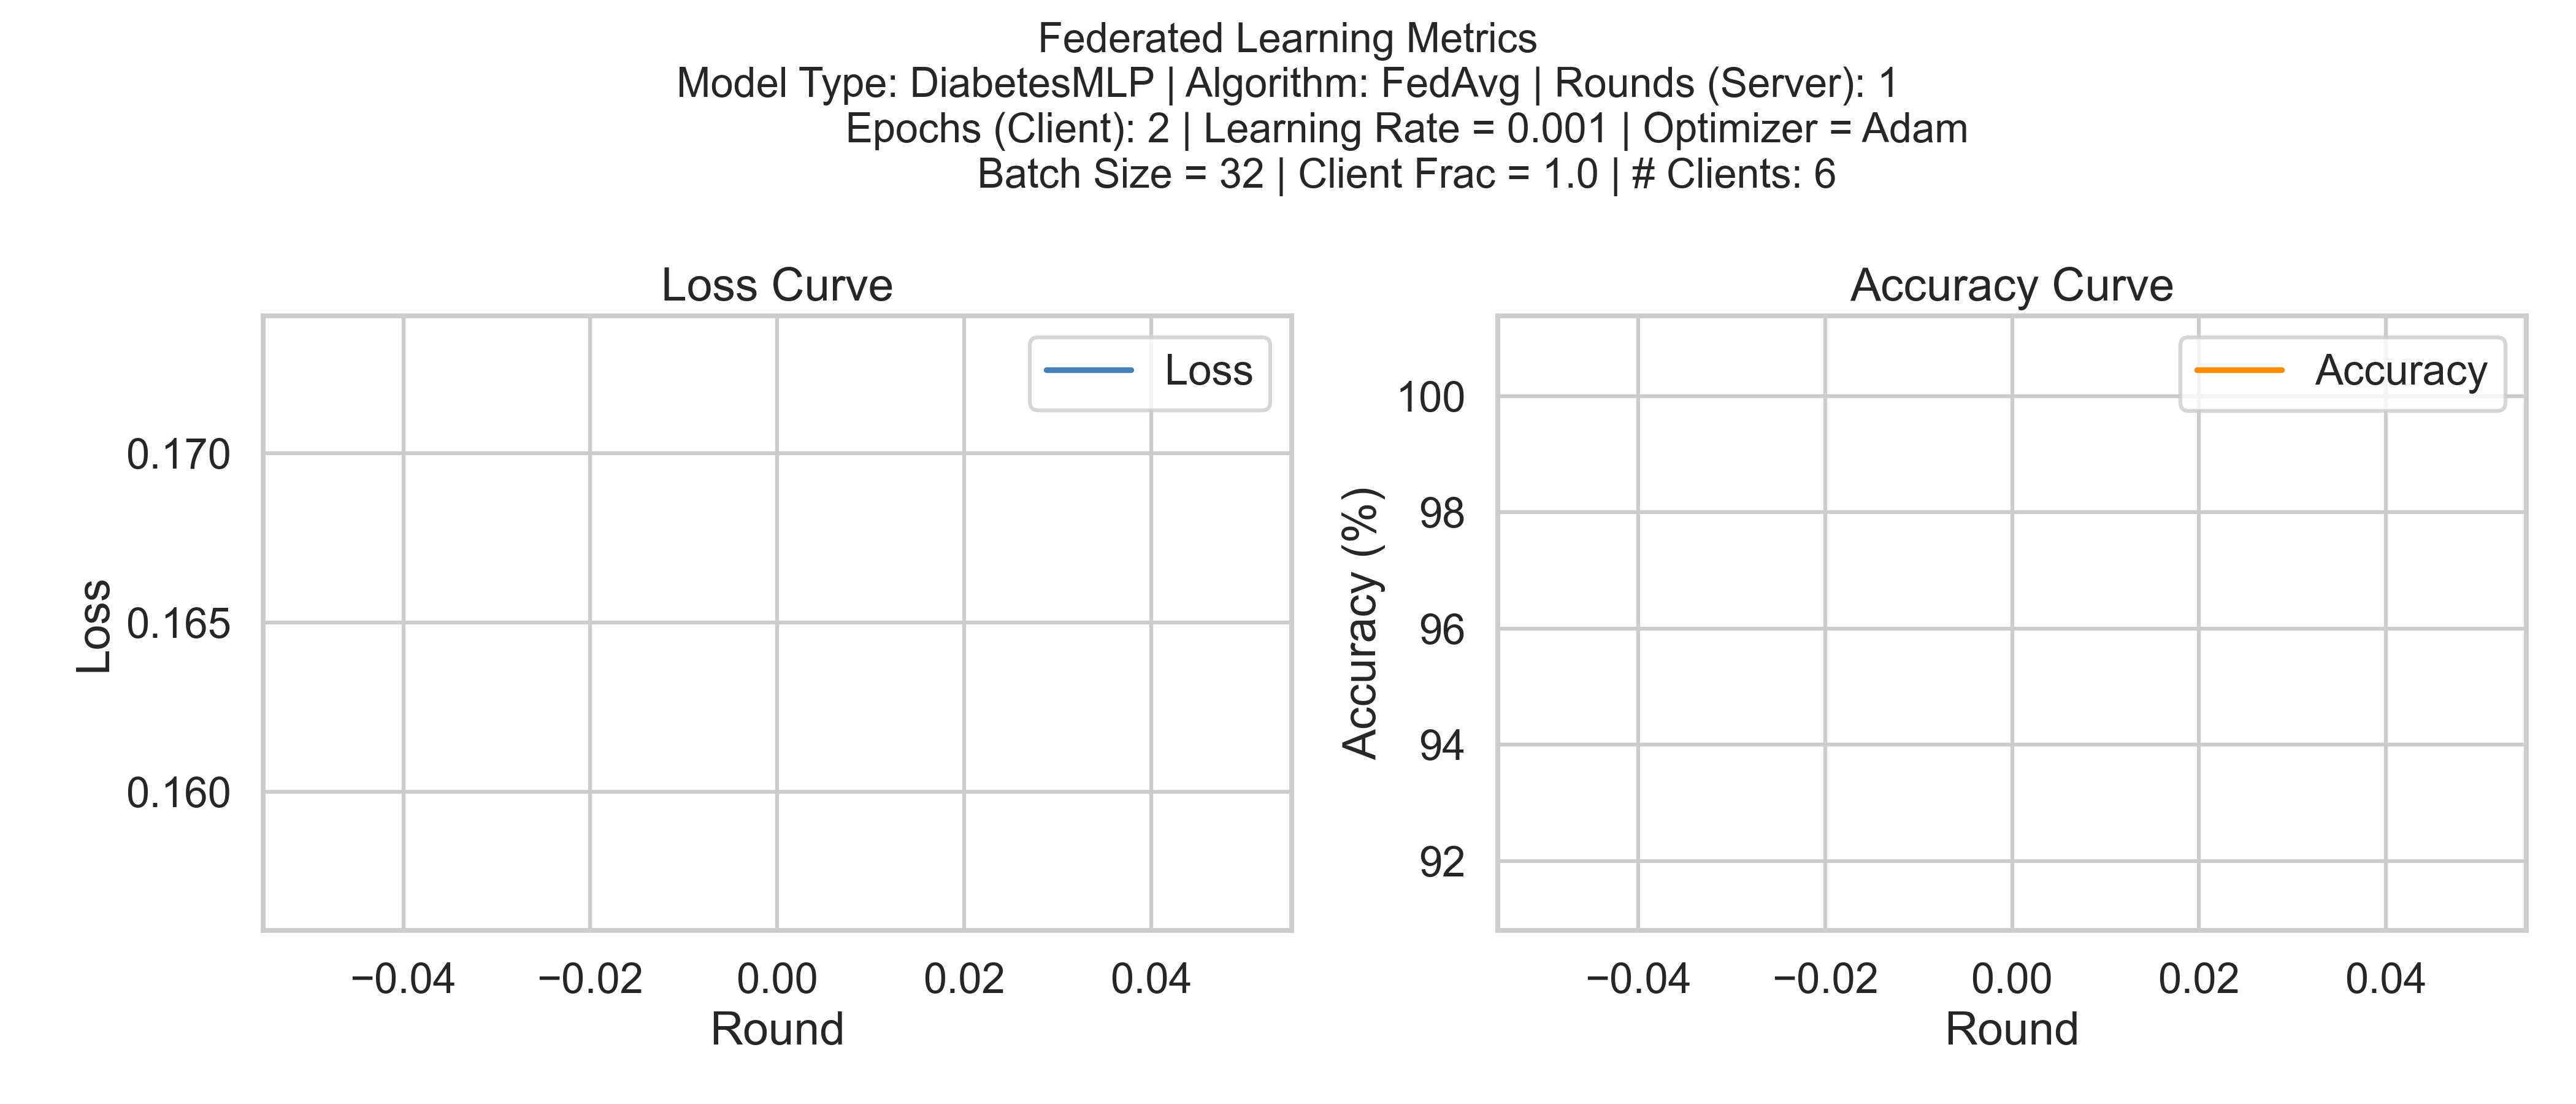 Federated Learning Metrics
Model Type: DiabetesMLP | Algorithm: FedAvg | Rounds (Server): 1
Epochs (Client): 2 | Learning Rate = 0.001 | Optimizer = Adam
Batch Size = 32 | Client Frac = 1.0 | # Clients: 6
Loss Curve
Loss
0.170
0.165
0.160
Loss
−0.04 −0.02 0.00 0.02 0.04
Round
Accuracy Curve
Accuracy
100
98
96
94
92
Accuracy (%)
−0.04 −0.02 0.00 0.02 0.04
Round